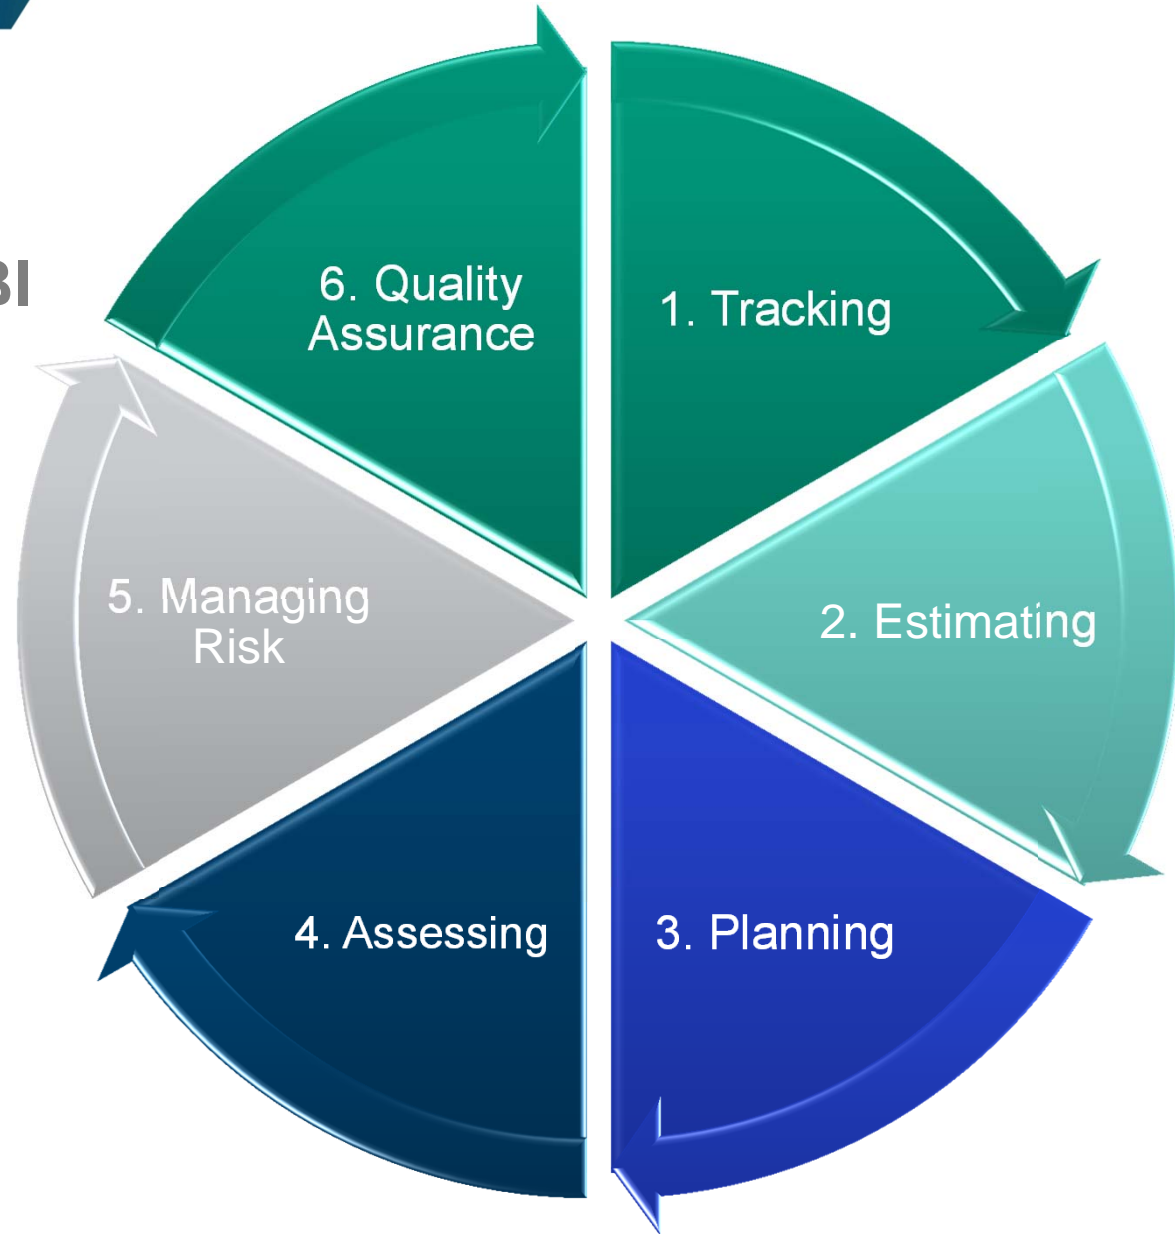 6. Quality
Assurance
1. Tracking
5. Managing
Risk
2. Estimating
4. Assessing
3. Planning